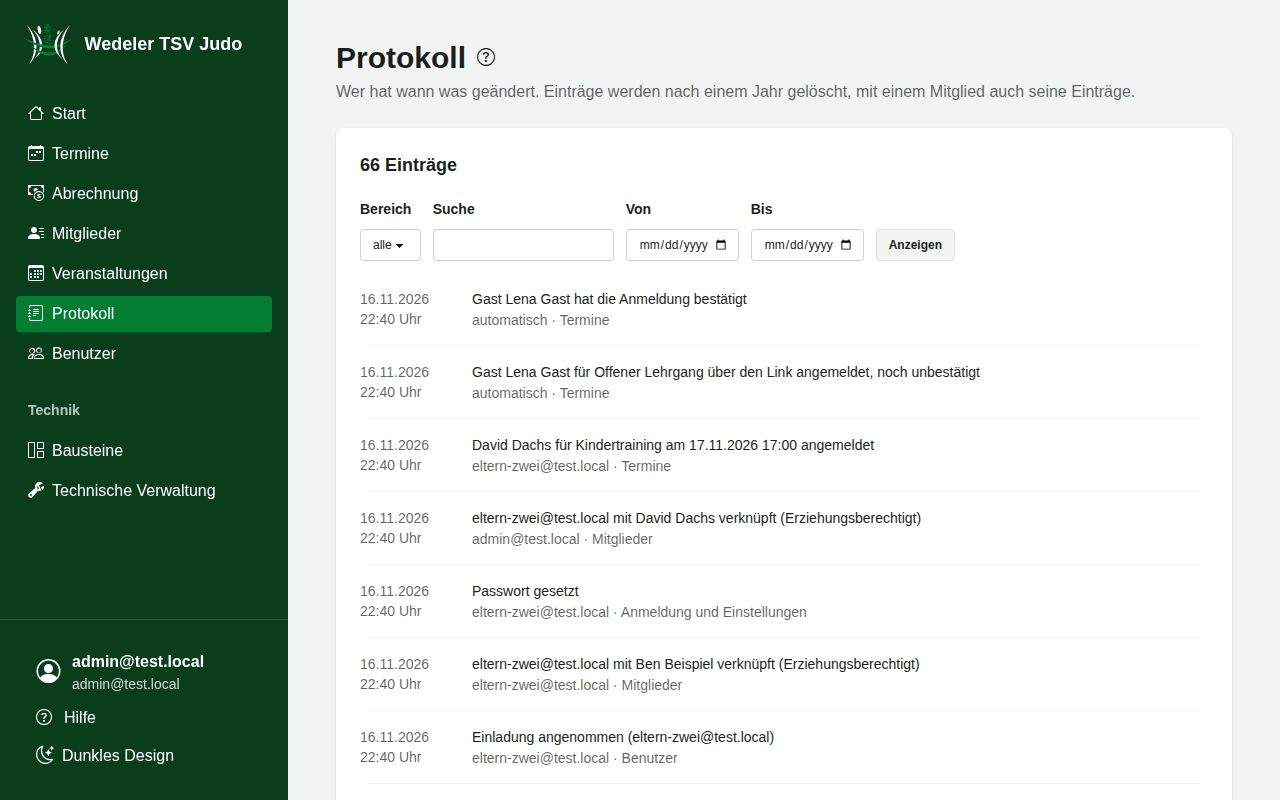 Wedeler TSV Judo
Start
Termine
Abrechnung
Mitglieder
Veranstaltungen
Protokoll
Benutzer
Technik
Bausteine
Technische Verwaltung
admin@test.local
admin@test.local
Hilfe
Dunkles Design
Protokoll
Wer hat wann was geändert. Einträge werden nach einem Jahr gelöscht, mit einem Mitglied auch seine Einträge.
66 Einträge
Bereich Suche Von Bis
alle mm/dd/yyyy mm/dd/yyyy Anzeigen
16.11.2026 Gast Lena Gast hat die Anmeldung bestätigt
22:40 Uhr automatisch · Termine
16.11.2026 Gast Lena Gast für Offener Lehrgang über den Link angemeldet, noch unbestätigt
22:40 Uhr automatisch · Termine
16.11.2026 David Dachs für Kindertraining am 17.11.2026 17:00 angemeldet
22:40 Uhr eltern-zwei@test.local · Termine
16.11.2026 eltern-zwei@test.local mit David Dachs verknüpft (Erziehungsberechtigt)
22:40 Uhr admin@test.local · Mitglieder
16.11.2026 Passwort gesetzt
22:40 Uhr eltern-zwei@test.local · Anmeldung und Einstellungen
16.11.2026 eltern-zwei@test.local mit Ben Beispiel verknüpft (Erziehungsberechtigt)
22:40 Uhr eltern-zwei@test.local · Mitglieder
16.11.2026 Einladung angenommen (eltern-zwei@test.local)
22:40 Uhr eltern-zwei@test.local · Benutzer